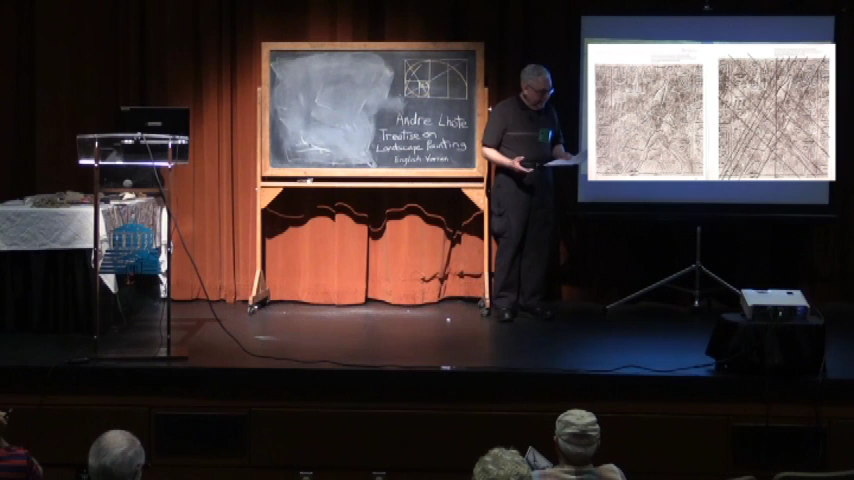 Andre Lhote
Treatise on
Landscape Painting
English Version